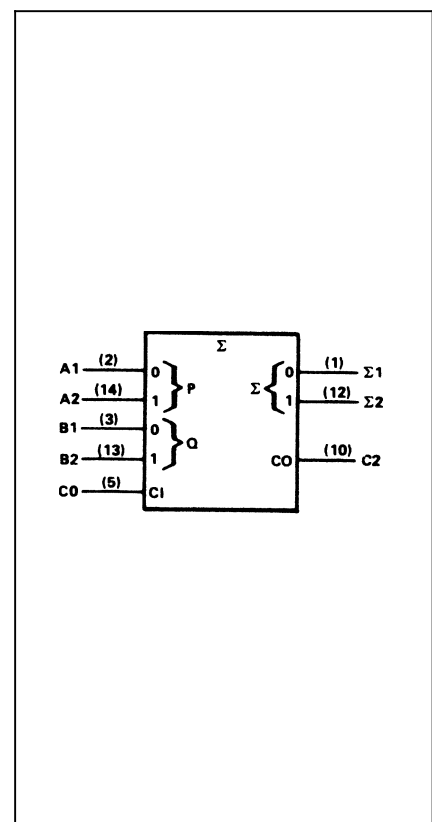 Σ
A1 (2) 0 P 0 (1) Σ1
A2 (14) 1 Σ 1 (12) Σ2
B1 (3) 0 Q
B2 (13) 1 CO (10) C2
C0 (5) CI